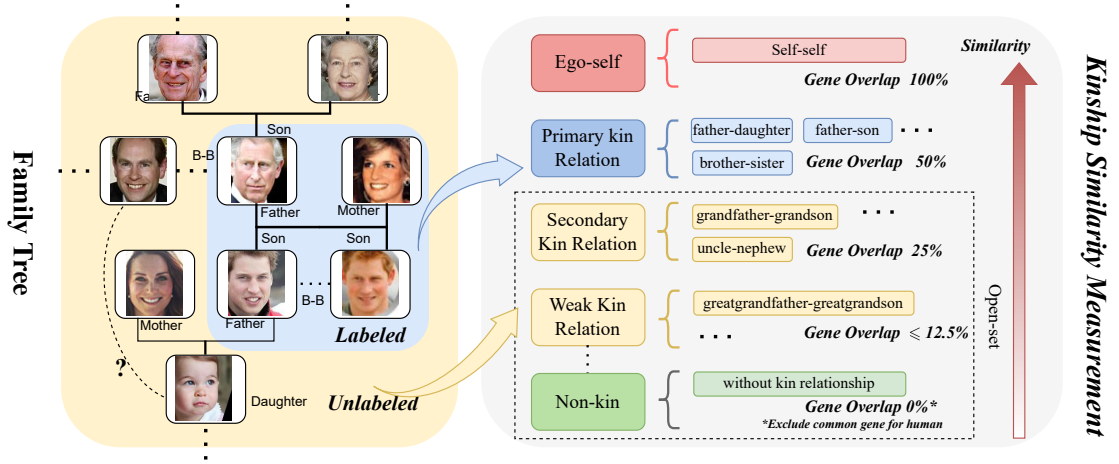 Family Tree
Fa
Son
B-B
Father
Mother
Son
Son
B-B
Mother
Father
Labeled
?
Daughter
Unlabeled
Ego-self
Self-self
Gene Overlap 100%
Primary kin
Relation
father-daughter
father-son
brother-sister
Gene Overlap 50%
Secondary
Kin Relation
grandfather-grandson
uncle-nephew
Gene Overlap 25%
Weak Kin
Relation
greatgrandfather-greatgrandson
Gene Overlap ⩽ 12.5%
Non-kin
without kin relationship
Gene Overlap 0%*
*Exclude common gene for human
Open-set
Similarity
Kinship Similarity Measurement